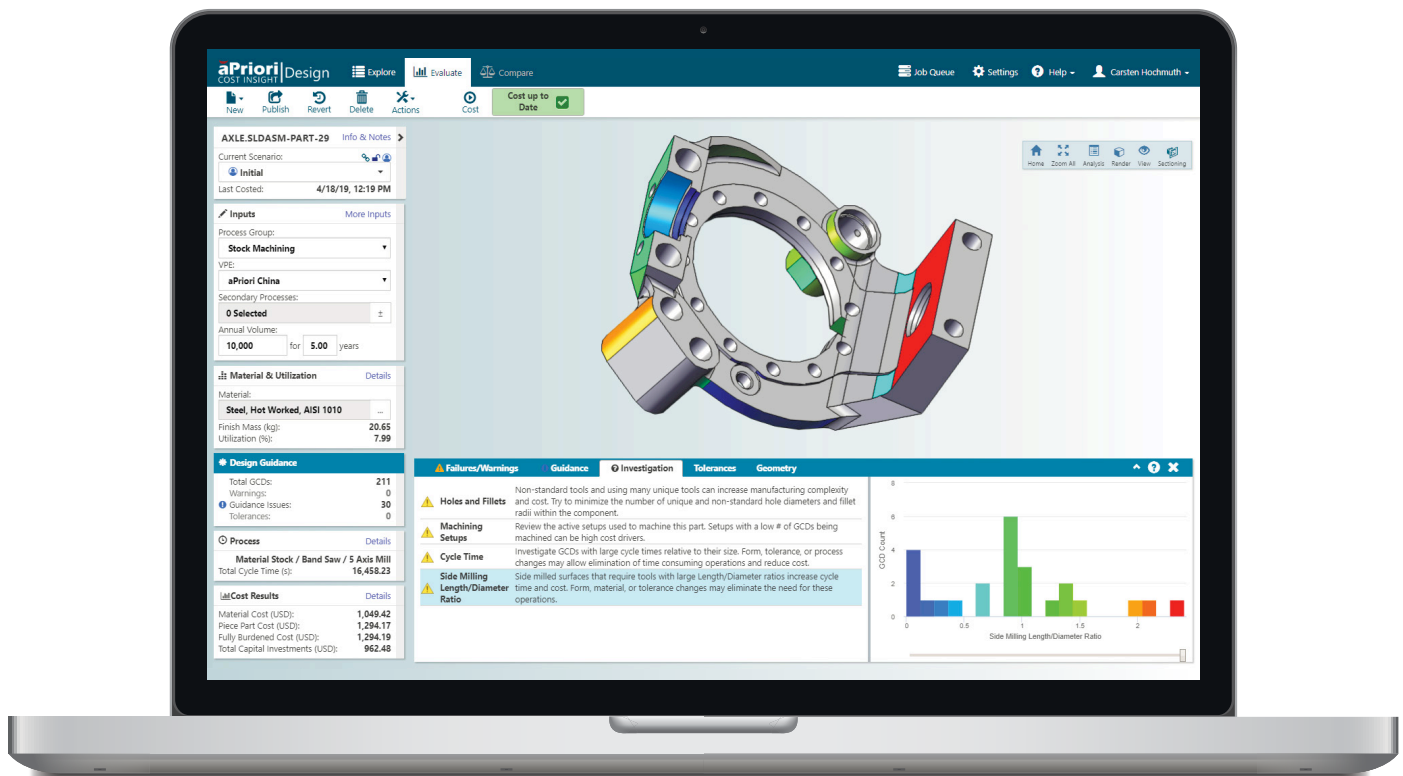 aPriori Design
COST INSIGHT
Explore
Evaluate
Compare
Job Queue
Settings
Help
Carsten Hochmuth
New
Publish
Revert
Delete
Actions
Cost
Cost up to
Date
AXLE.SLDASM-PART-29
Info & Notes
Current Scenario:
Initial
Last Costed: 4/18/19, 12:19 PM
Inputs
More Inputs
Process Group:
Stock Machining
VPE:
aPriori China
Secondary Processes:
0 Selected
±
Annual Volume:
10,000 for 5.00 years
Material & Utilization
Details
Material:
Steel, Hot Worked, AISI 1010
...
Finish Mass (kg): 20.65
Utilization (%): 7.99
Design Guidance
Total GCDs: 211
Warnings: 0
Guidance Issues: 30
Tolerances: 0
Process
Details
Material Stock / Band Saw / 5 Axis Mill
Total Cycle Time (s): 16,458.23
Cost Results
Details
Material Cost (USD): 1,049.42
Piece Part Cost (USD): 1,294.17
Fully Burdened Cost (USD): 1,294.19
Total Capital Investments (USD): 962.48
Home
Zoom All
Analysis
Render
View
Sectioning
Failures/Warnings
Guidance
Investigation
Tolerances
Geometry
Holes and Fillets
Non-standard tools and using many unique tools can increase manufacturing complexity
and cost. Try to minimize the number of unique and non-standard hole diameters and fillet
radii within the component.
Machining
Setups
Review the active setups used to machine this part. Setups with a low # of GCDs being
machined can be high cost drivers.
Cycle Time
Investigate GCDs with large cycle times relative to their size. Form, tolerance, or process
changes may allow elimination of time consuming operations and reduce cost.
Side Milling
Length/Diameter
Ratio
Side milled surfaces that require tools with large Length/Diameter ratios increase cycle
time and cost. Form, material, or tolerance changes may eliminate the need for these
operations.
GCD Count
8
6
4
2
0
0
0.5
1
1.5
2
Side Milling Length/Diameter Ratio